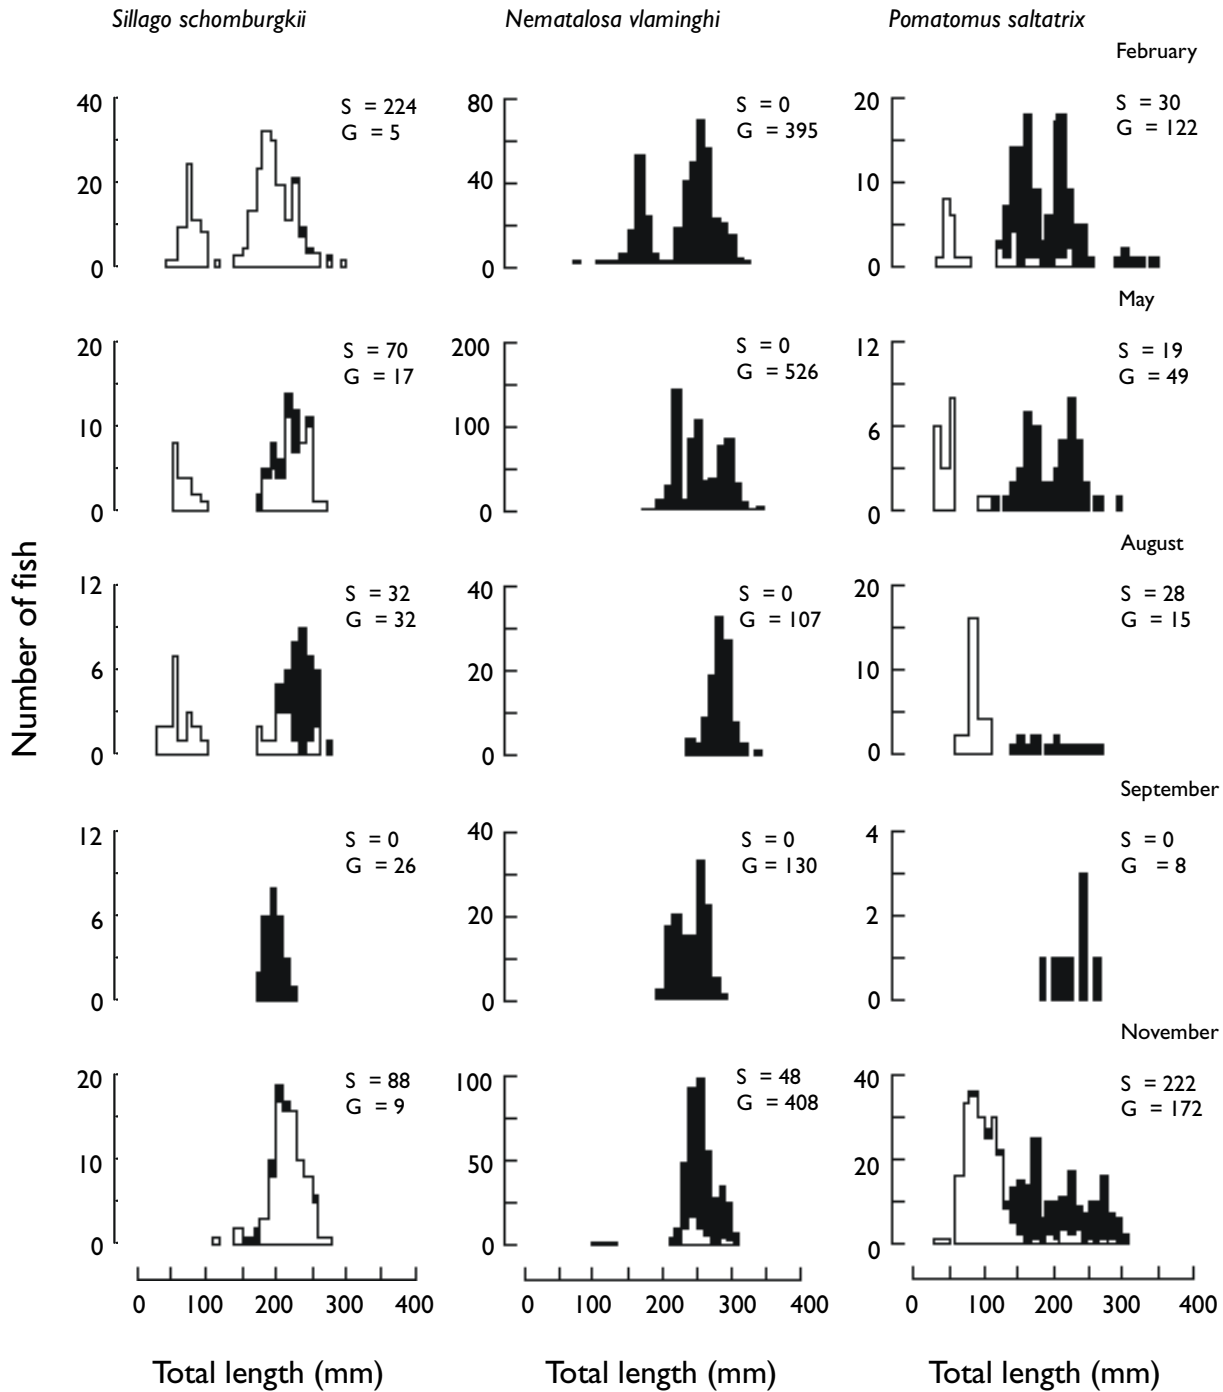 Sillago schomburgkii Nematalosa vlaminghi Pomatomus saltatrix
February
40 20 0
S = 224
G = 5
80 40 0
S = 0
G = 395
20 10 0
S = 30
G = 122
May
20 10 0
S = 70
G = 17
200 100 0
S = 0
G = 526
12 6 0
S = 19
G = 49
August
12 6 0
S = 32
G = 32
40 20 0
S = 0
G = 107
20 10 0
S = 28
G = 15
September
12 6 0
S = 0
G = 26
40 20 0
S = 0
G = 130
4 2 0
S = 0
G = 8
November
20 10 0
S = 88
G = 9
100 50 0
S = 48
G = 408
40 20 0
S = 222
G = 172
Number of fish
0 100 200 300 400 0 100 200 300 400 0 100 200 300 400
Total length (mm) Total length (mm) Total length (mm)